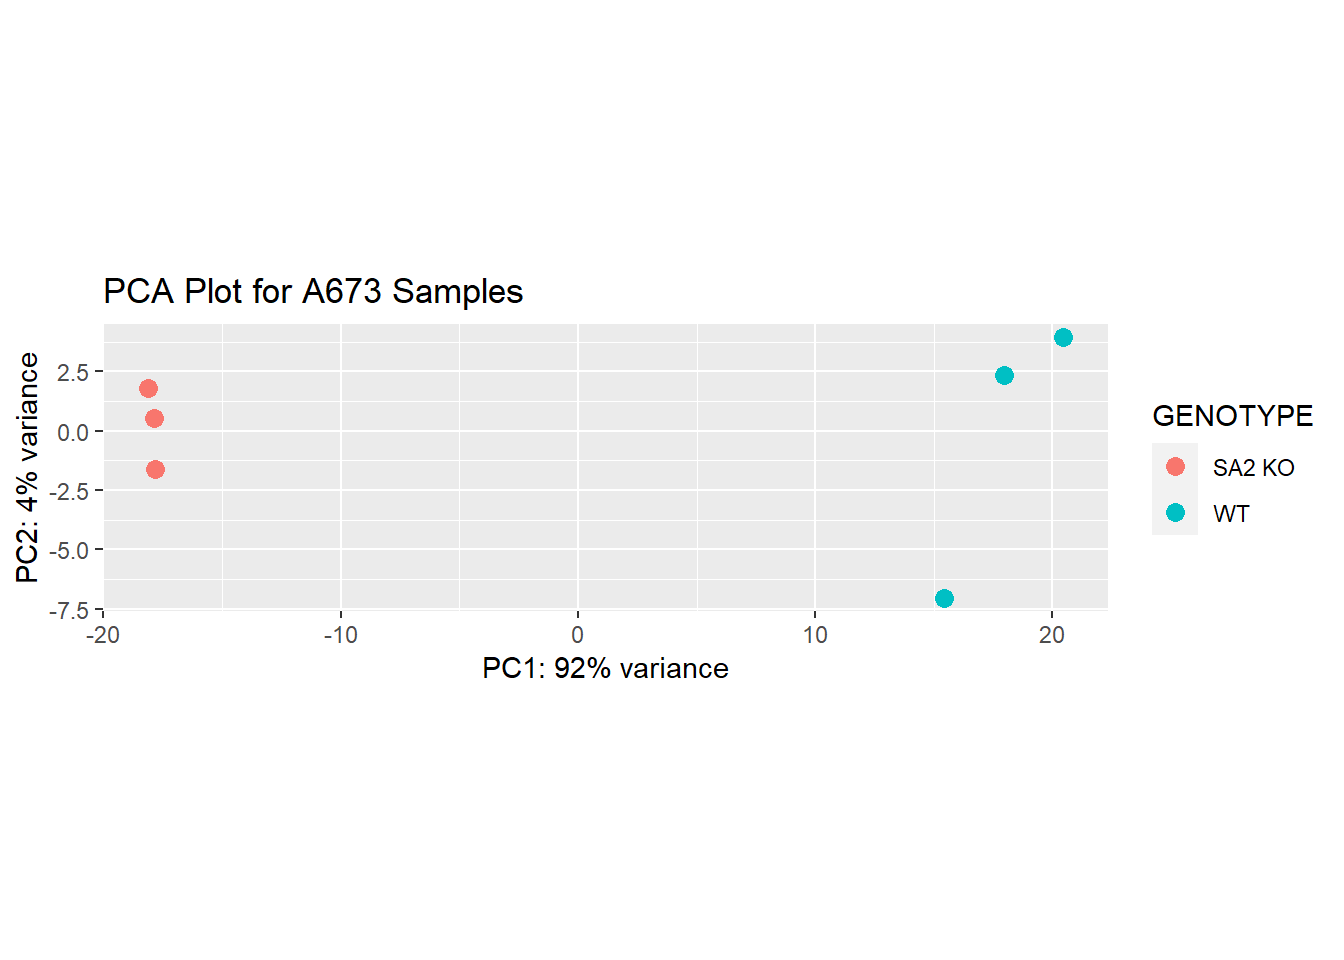 PCA Plot for A673 Samples
PC2: 4% variance
2.5
0.0
-2.5
-5.0
-7.5
-20
-10
0
10
20
PC1: 92% variance
GENOTYPE
SA2 KO
WT